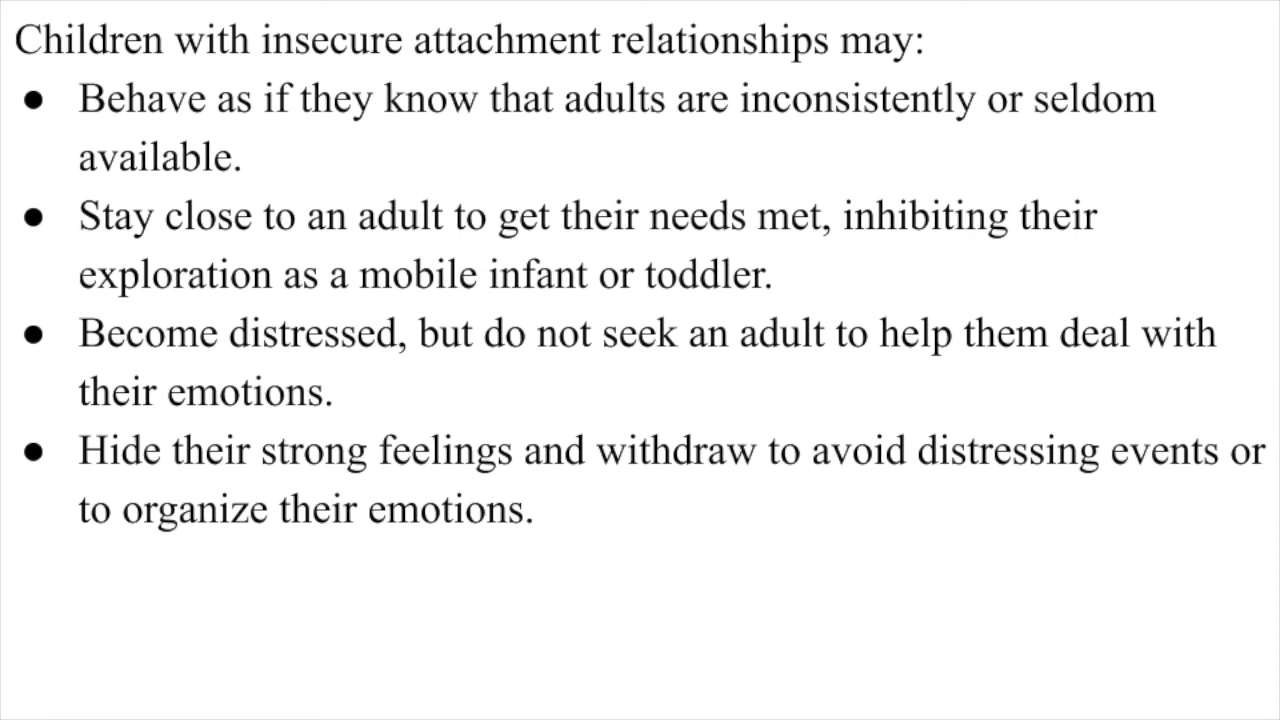 Children with insecure attachment relationships may:
● Behave as if they know that adults are inconsistently or seldom
available.
● Stay close to an adult to get their needs met, inhibiting their
exploration as a mobile infant or toddler.
● Become distressed, but do not seek an adult to help them deal with
their emotions.
● Hide their strong feelings and withdraw to avoid distressing events or
to organize their emotions.